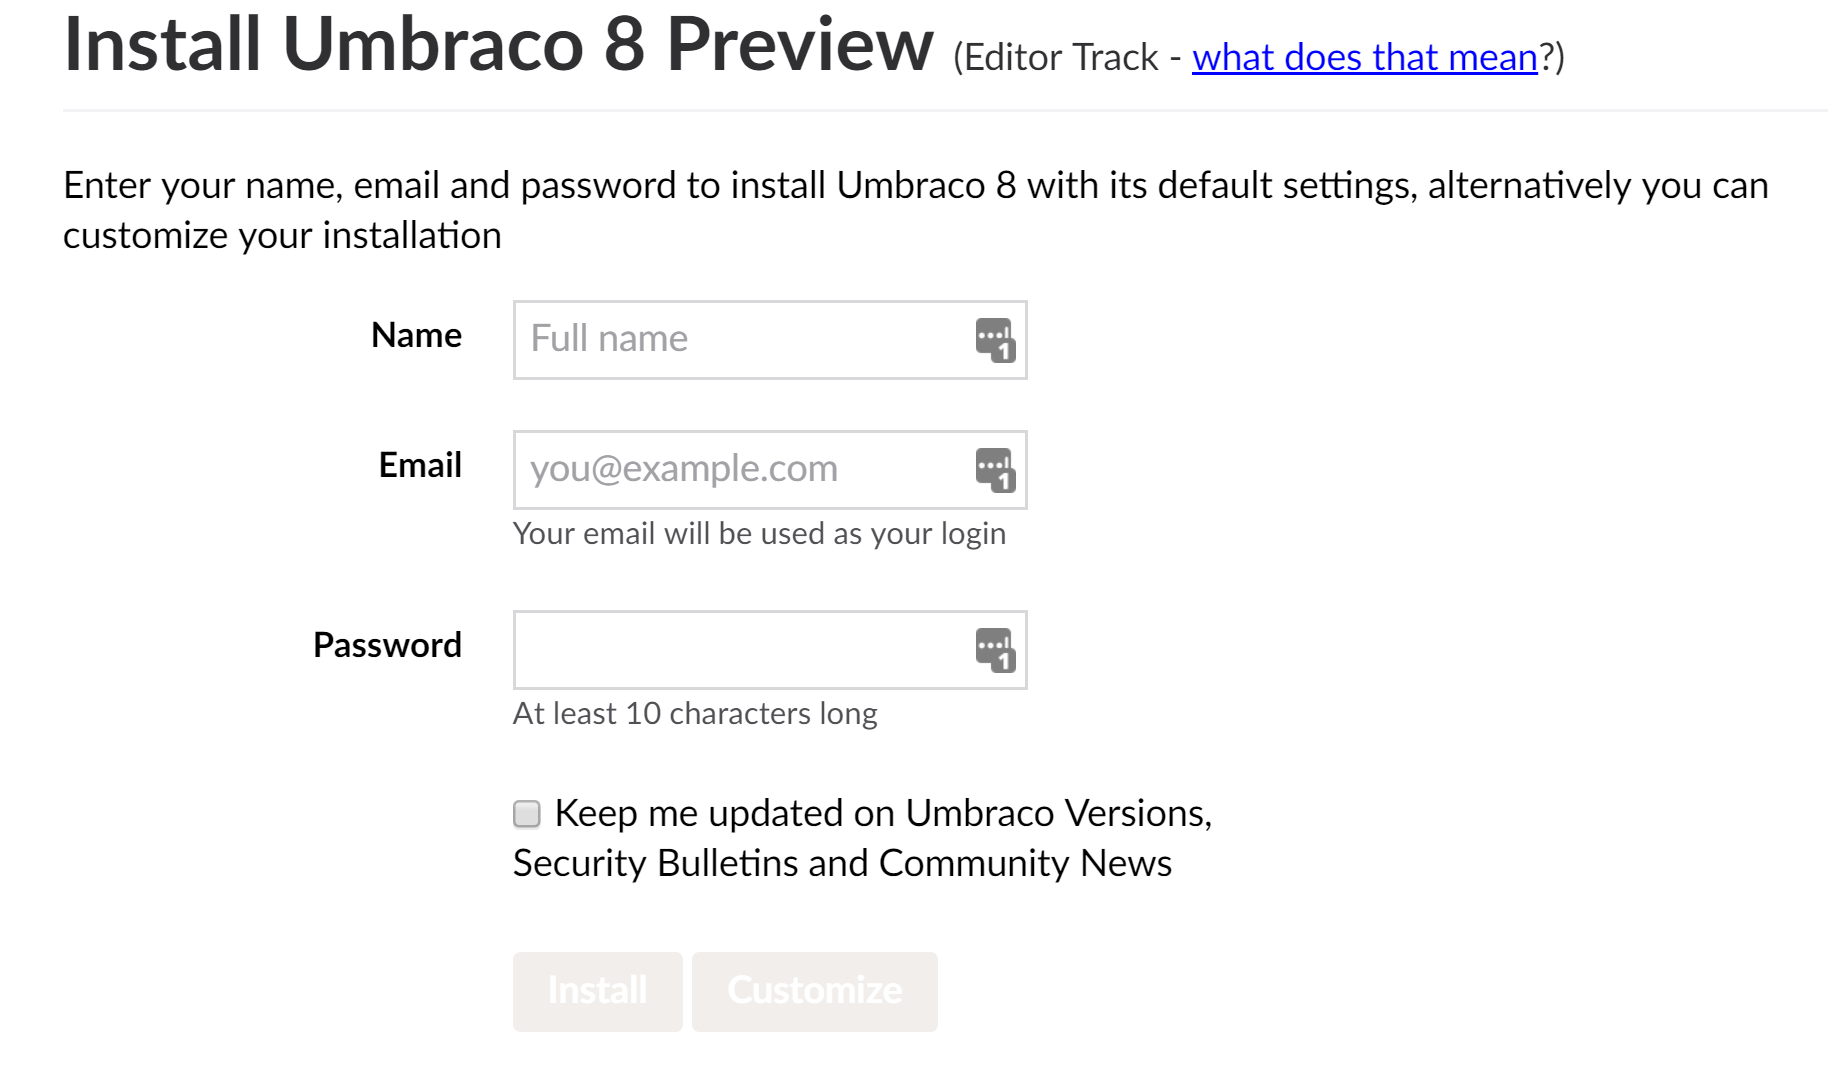 Install Umbraco 8 Preview (Editor Track - what does that mean?)
Enter your name, email and password to install Umbraco 8 with its default settings, alternatively you can
customize your installation
Name
Full name
1
Email
you@example.com
1
Your email will be used as your login
Password
1
At least 10 characters long
Keep me updated on Umbraco Versions,
Security Bulletins and Community News
Install Customize